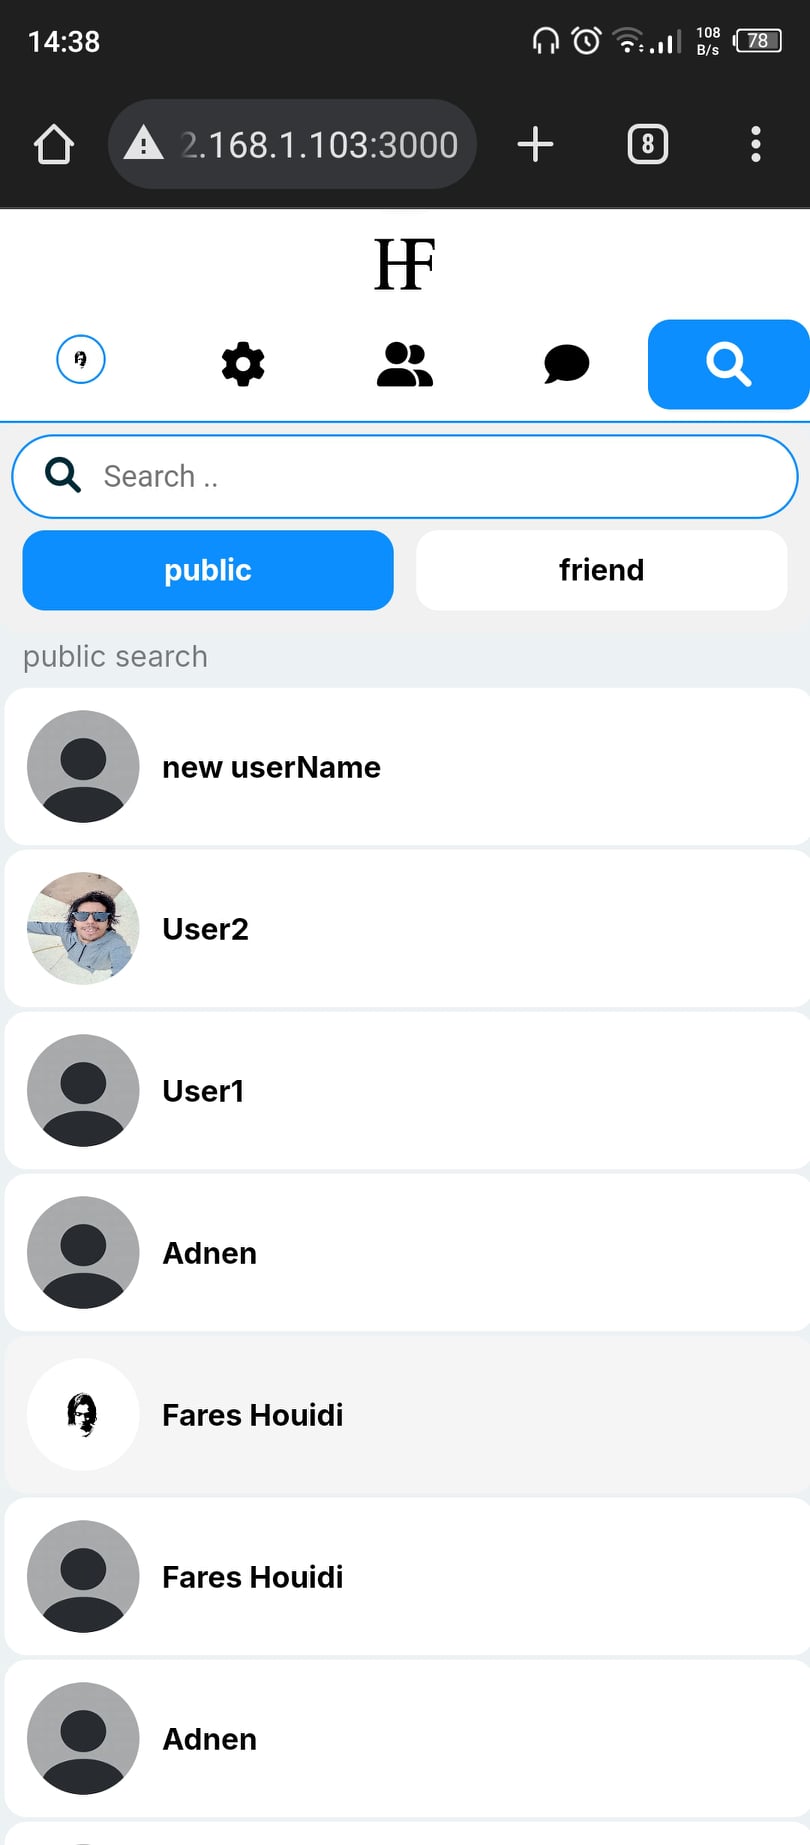 14:38
108
B/s
78
2.168.1.103:3000
8
HF
Search ..
public
friend
public search
new userName
User2
User1
Adnen
Fares Houidi
Fares Houidi
Adnen